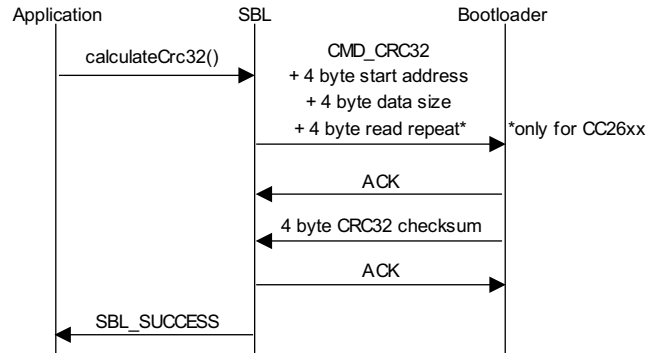 Application
SBL
Bootloader
calculateCrc32()
CMD_CRC32
+ 4 byte start address
+ 4 byte data size
+ 4 byte read repeat*
*only for CC26xx
ACK
4 byte CRC32 checksum
ACK
SBL_SUCCESS